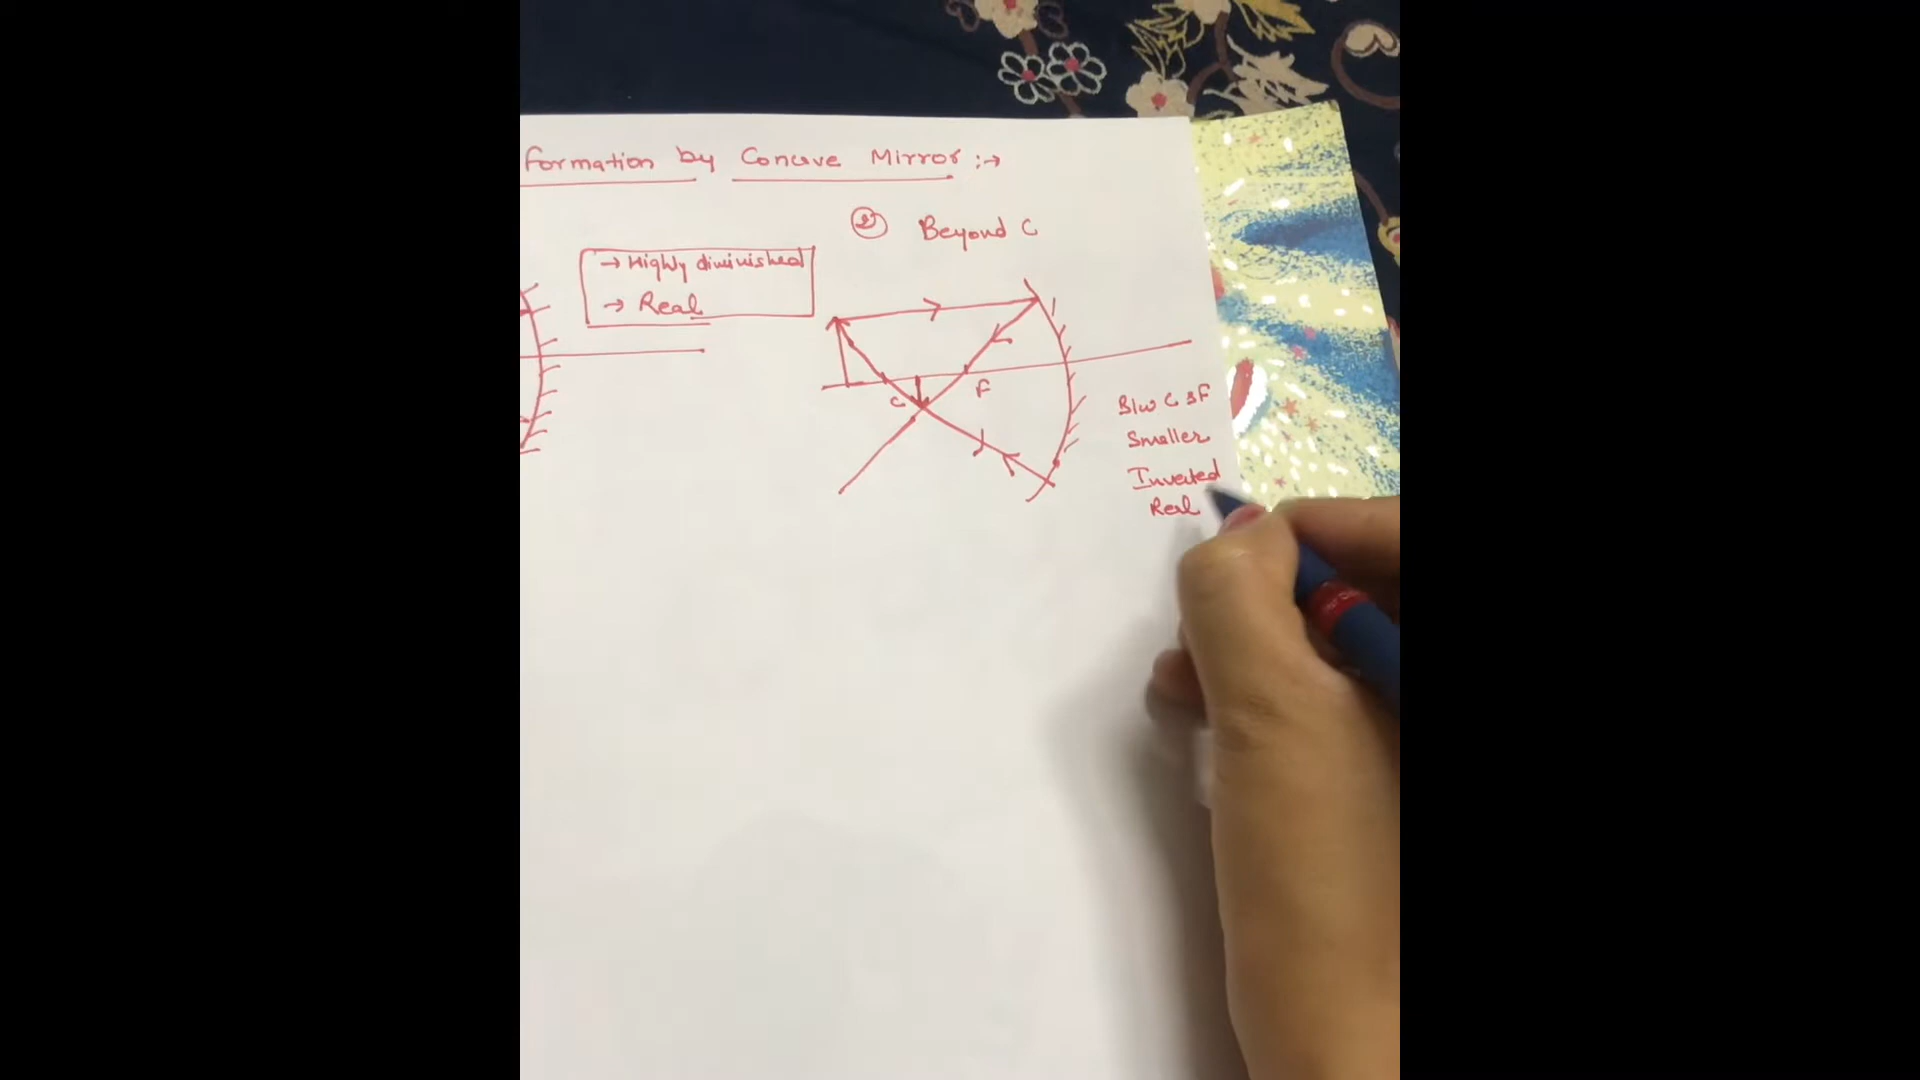 formation by Concave Mirror :→
② Beyond C
→ Highly diminished
→ Real
C
F
B/w C & F
Smaller
Inverted
Real